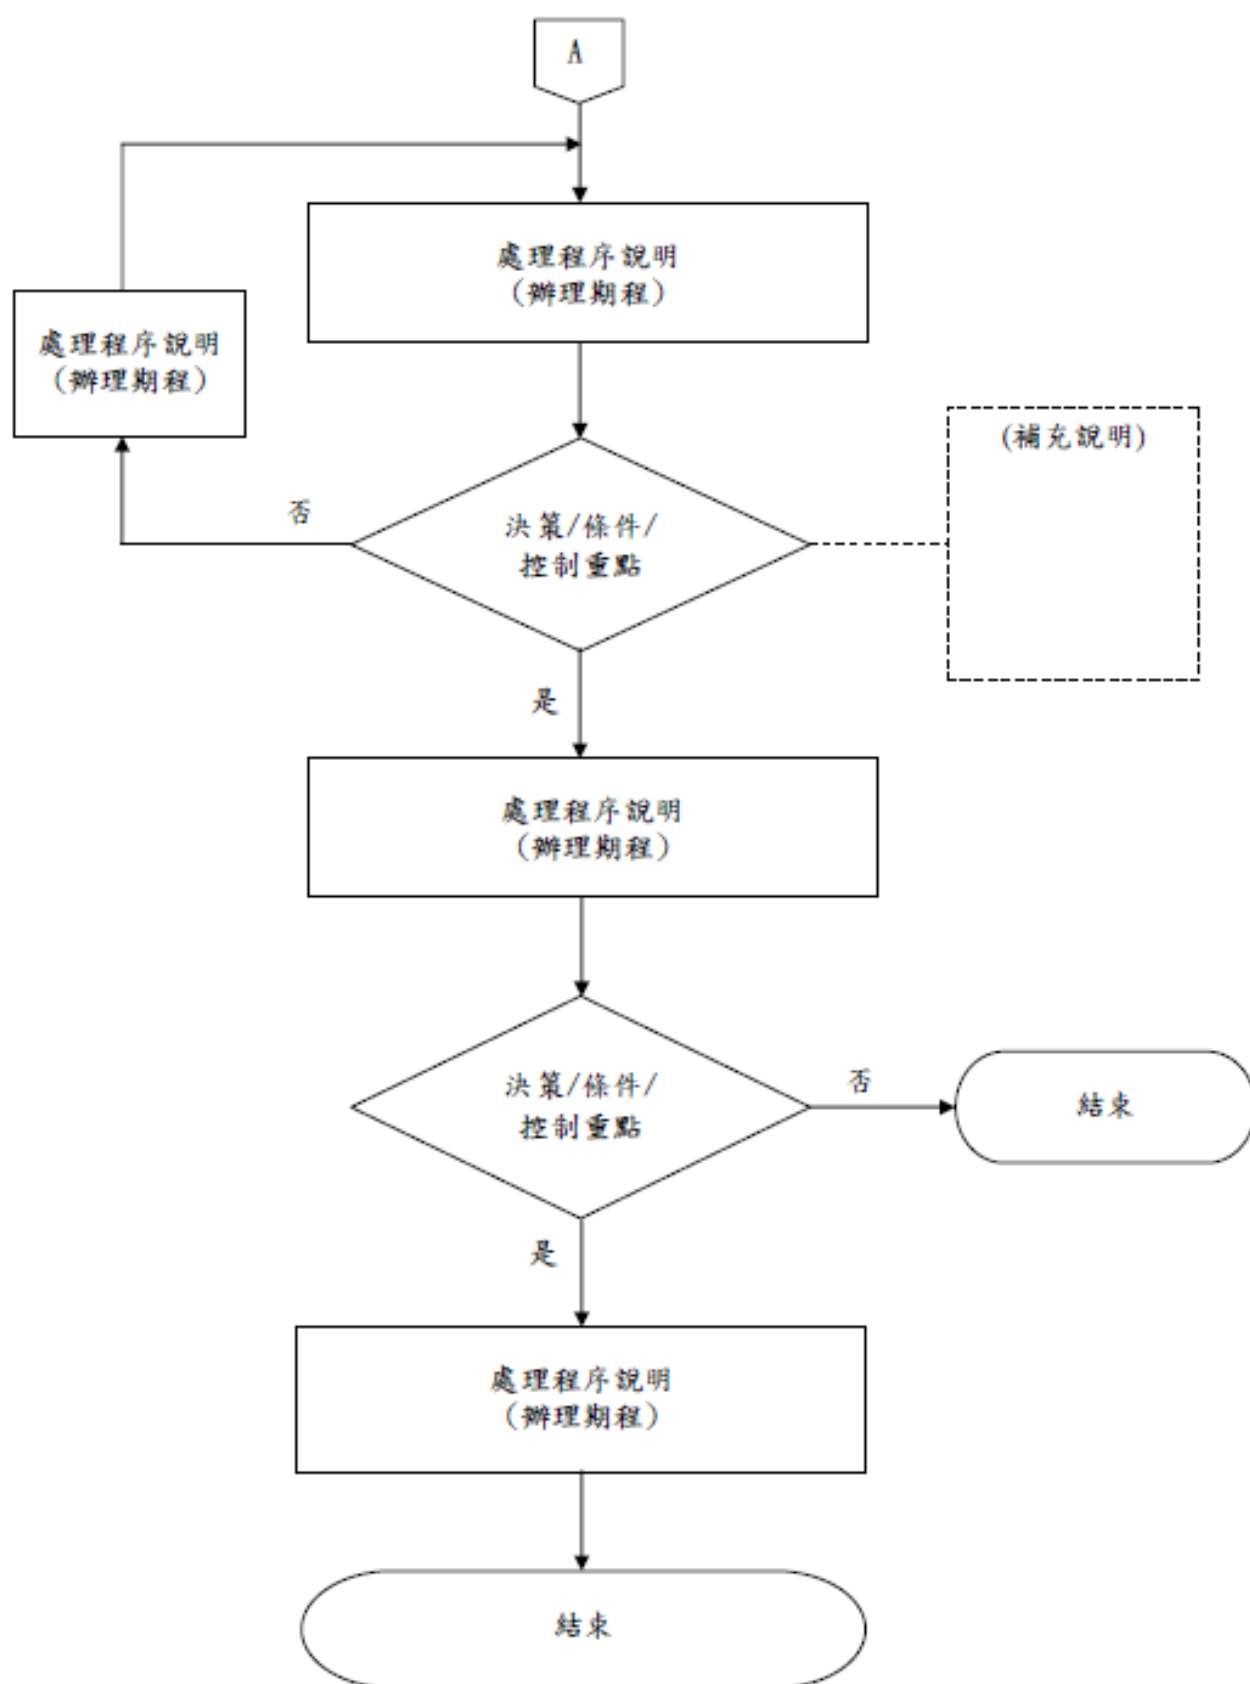 A
處理程序說明
(辦理期程)
處理程序說明
(辦理期程)
(補充說明)
否
決策/條件/
控制重點
是
處理程序說明
(辦理期程)
決策/條件/
控制重點
否
結束
是
處理程序說明
(辦理期程)
結束